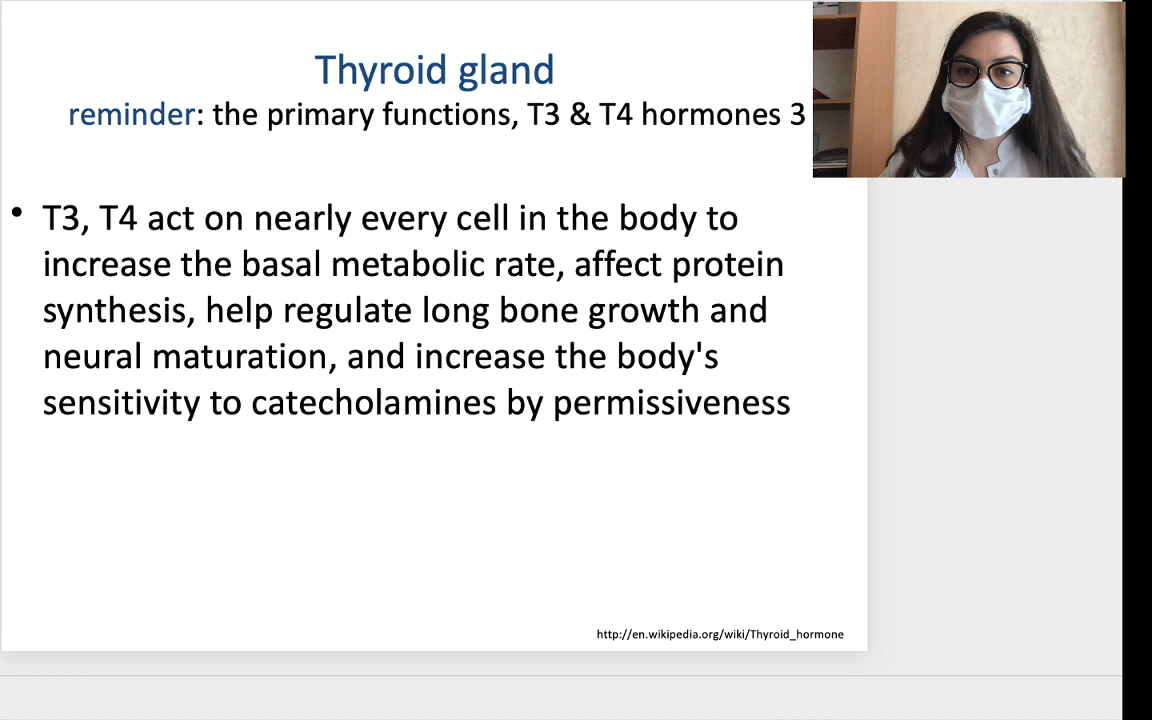 Thyroid gland
reminder: the primary functions, T3 & T4 hormones 3
• T3, T4 act on nearly every cell in the body to
increase the basal metabolic rate, affect protein
synthesis, help regulate long bone growth and
neural maturation, and increase the body's
sensitivity to catecholamines by permissiveness
http://en.wikipedia.org/wiki/Thyroid_hormone